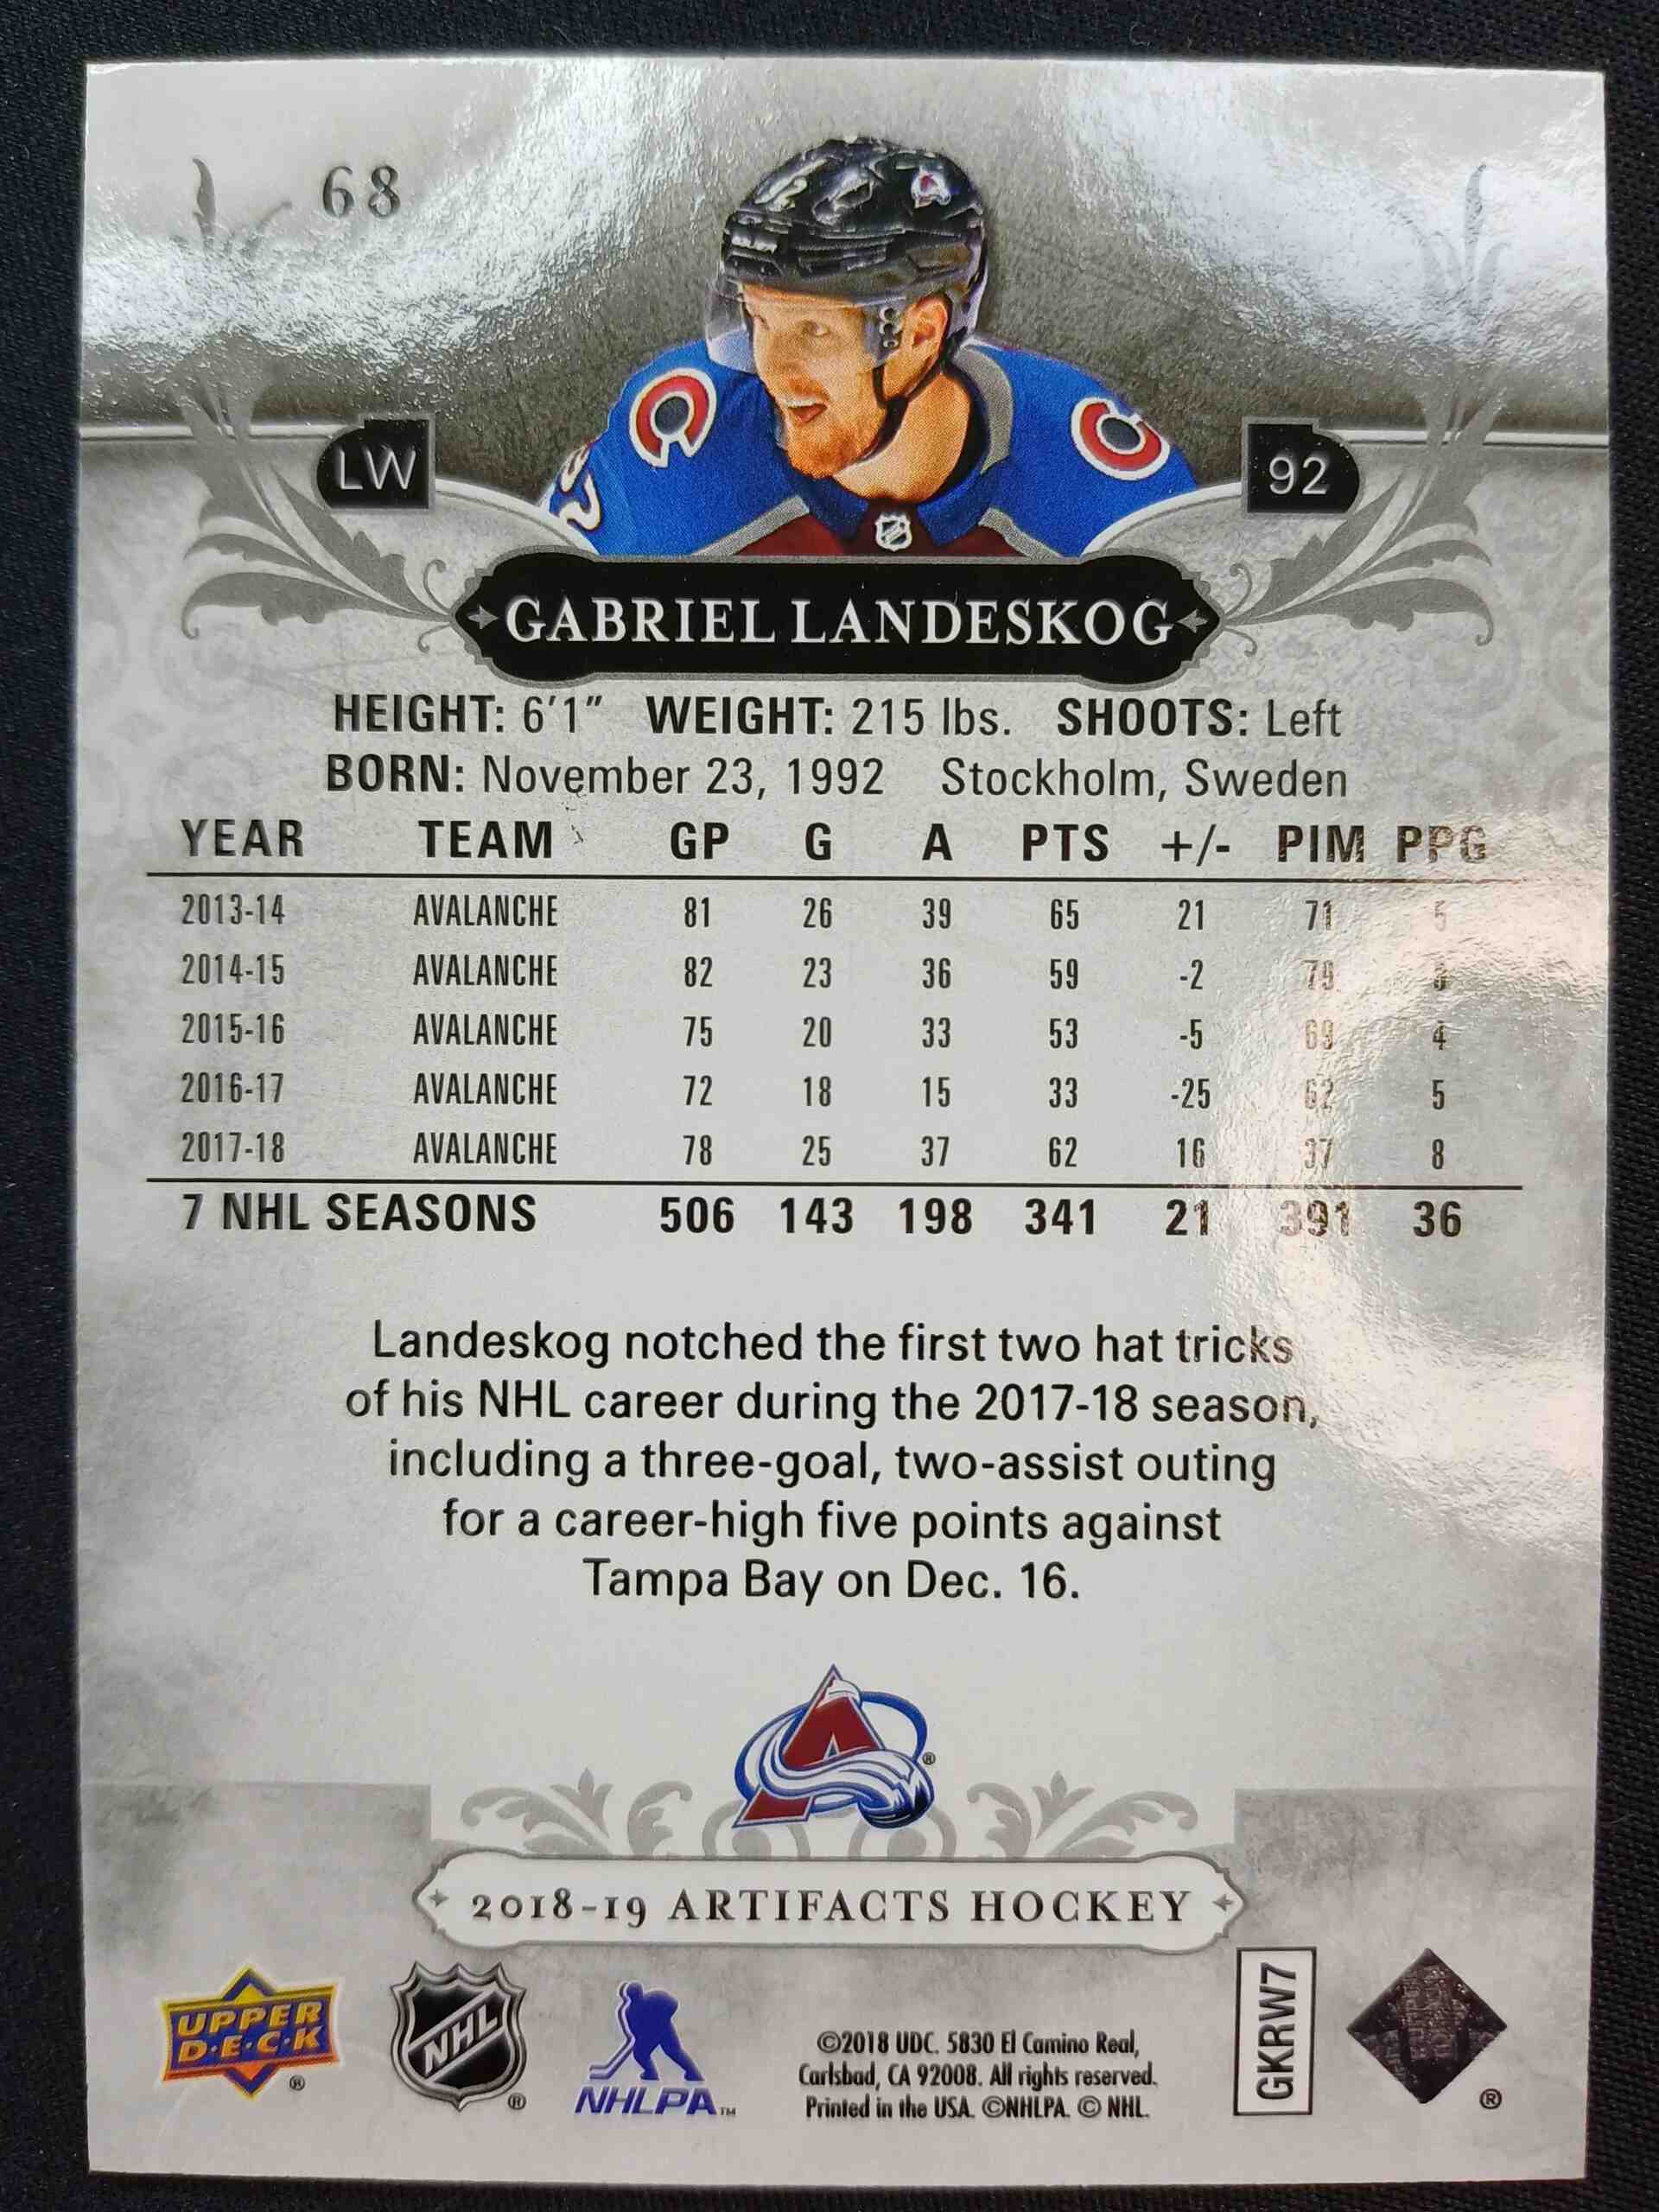 68
LW
92
GABRIEL LANDESKOG
HEIGHT: 6'1" WEIGHT: 215 lbs. SHOOTS: Left
BORN: November 23, 1992 Stockholm, Sweden
YEAR TEAM GP G A PTS +/- PIM PPG
2013-14 AVALANCHE 81 26 39 65 21 71 5
2014-15 AVALANCHE 82 23 36 59 -2 79
2015-16 AVALANCHE 75 20 33 53 -5 69 4
2016-17 AVALANCHE 72 18 15 33 -25 62 5
2017-18 AVALANCHE 78 25 37 62 16 37 8
7 NHL SEASONS 506 143 198 341 21 391 36
Landeskog notched the first two hat tricks
of his NHL career during the 2017-18 season,
including a three-goal, two-assist outing
for a career-high five points against
Tampa Bay on Dec. 16.
®
2018-19 ARTIFACTS HOCKEY
UPPER
D·E·C·K
®
NHL
®
NHLPA™
©2018 UDC. 5830 El Camino Real,
Carlsbad, CA 92008. All rights reserved.
Printed in the USA. ©NHLPA. © NHL.
GKRW7
®